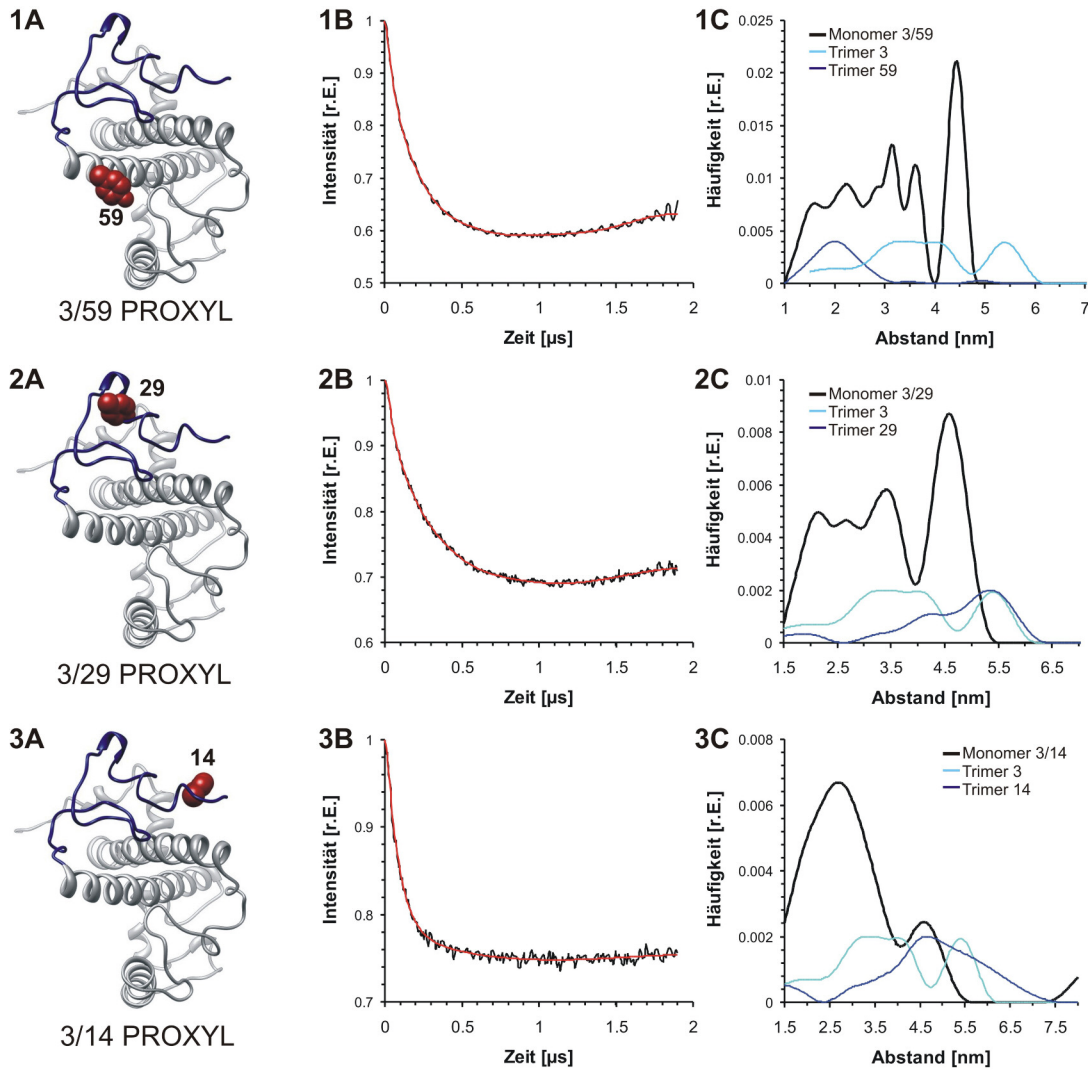 1A
59
3/59 PROXYL
1B
Intensität [r.E.]
1
0.9
0.8
0.7
0.6
0.5
0
0.5
1
1.5
2
Zeit [µs]
1C
Häufigkeit [r.E.]
0.025
0.02
0.015
0.01
0.005
0
Monomer 3/59
Trimer 3
Trimer 59
1
2
3
4
5
6
7
Abstand [nm]
2A
29
3/29 PROXYL
2B
Intensität [r.E.]
1
0.9
0.8
0.7
0.6
0
0.5
1
1.5
2
Zeit [µs]
2C
Häufigkeit [r.E.]
0.01
0.008
0.006
0.004
0.002
0
Monomer 3/29
Trimer 3
Trimer 29
1.5
2.5
3.5
4.5
5.5
6.5
Abstand [nm]
3A
14
3/14 PROXYL
3B
Intensität [r.E.]
1
0.9
0.8
0.7
0
0.5
1
1.5
2
Zeit [µs]
3C
Häufigkeit [r.E.]
0.008
0.006
0.004
0.002
0
Monomer 3/14
Trimer 3
Trimer 14
1.5
2.5
3.5
4.5
5.5
6.5
7.5
Abstand [nm]